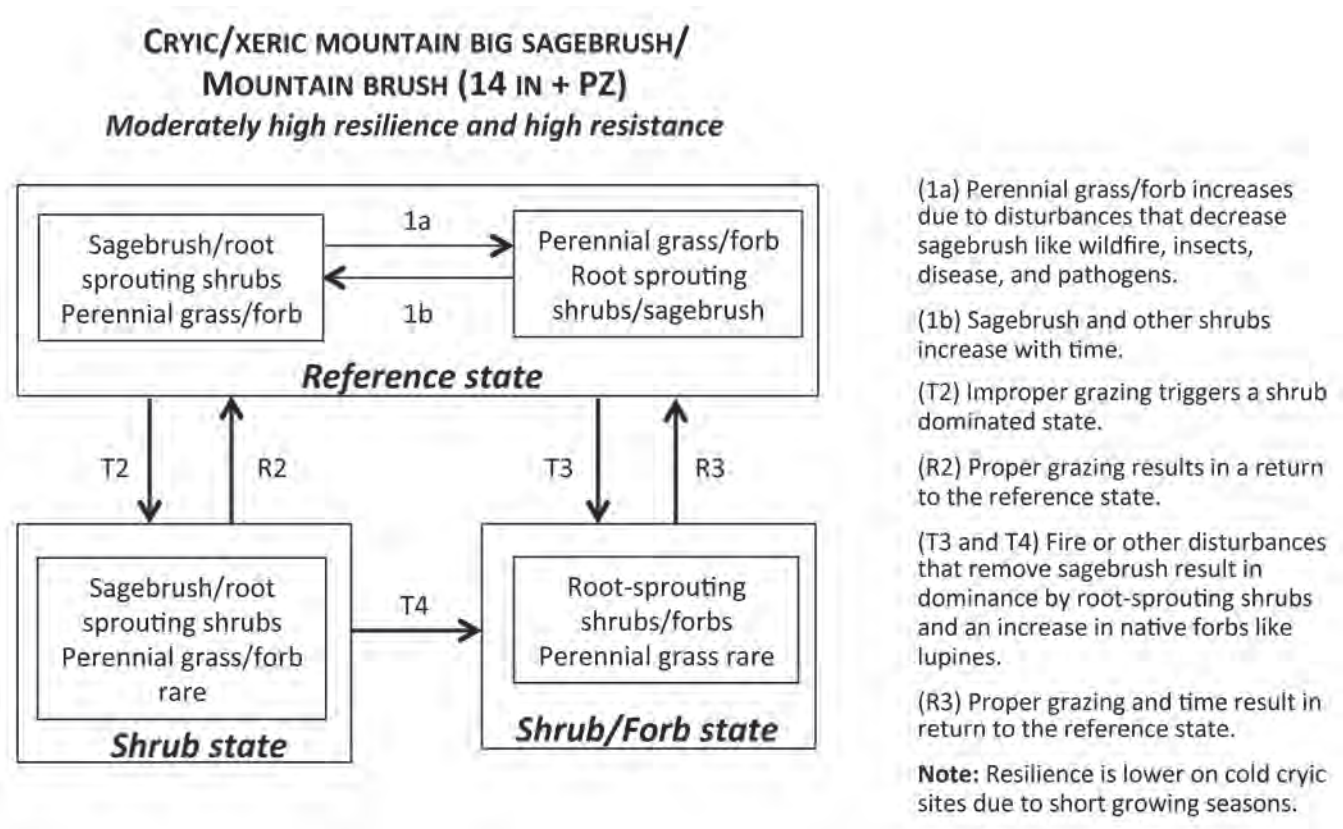 CRYIC/XERIC MOUNTAIN BIG SAGEBRUSH/
MOUNTAIN BRUSH (14 IN + PZ)
Moderately high resilience and high resistance
Sagebrush/root
sprouting shrubs
Perennial grass/forb
1a
1b
Perennial grass/forb
Root sprouting
shrubs/sagebrush
Reference state
T2
R2
T3
R3
Sagebrush/root
sprouting shrubs
Perennial grass/forb
rare
Shrub state
T4
Root-sprouting
shrubs/forbs
Perennial grass rare
Shrub/Forb state
(1a) Perennial grass/forb increases
due to disturbances that decrease
sagebrush like wildfire, insects,
disease, and pathogens.
(1b) Sagebrush and other shrubs
increase with time.
(T2) Improper grazing triggers a shrub
dominated state.
(R2) Proper grazing results in a return
to the reference state.
(T3 and T4) Fire or other disturbances
that remove sagebrush result in
dominance by root-sprouting shrubs
and an increase in native forbs like
lupines.
(R3) Proper grazing and time result in
return to the reference state.
Note: Resilience is lower on cold cryic
sites due to short growing seasons.